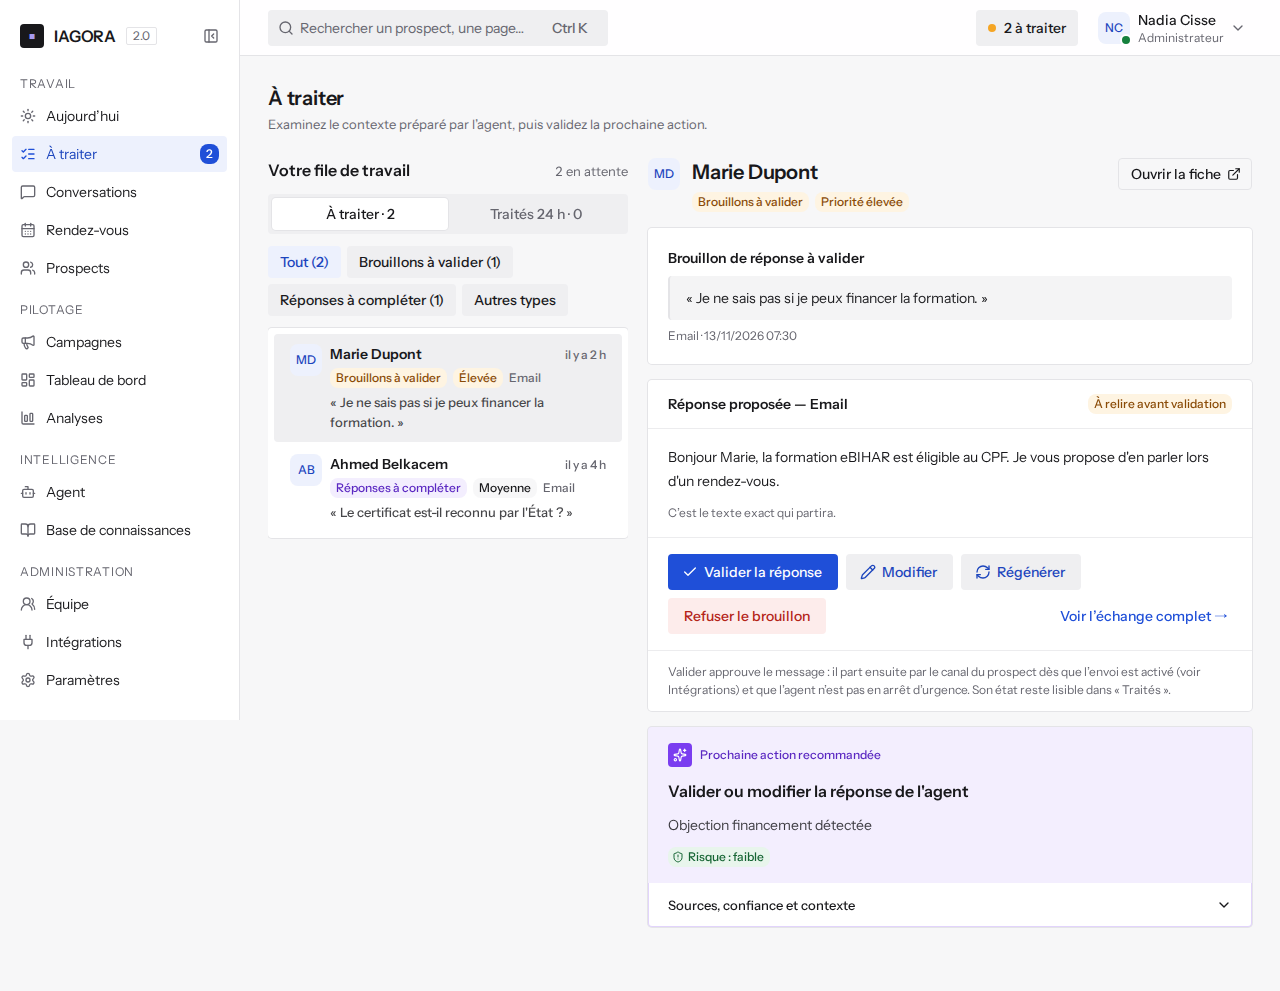 IAGORA 2.0
Rechercher un prospect, une page... Ctrl K
2 à traiter
NC
Nadia Cisse
Administrateur
TRAVAIL
Aujourd'hui
À traiter 2
Conversations
Rendez-vous
Prospects
PILOTAGE
Campagnes
Tableau de bord
Analyses
INTELLIGENCE
Agent
Base de connaissances
ADMINISTRATION
Équipe
Intégrations
Paramètres
À traiter
Examinez le contexte préparé par l'agent, puis validez la prochaine action.
Votre file de travail 2 en attente
À traiter · 2 Traités 24 h · 0
Tout (2) Brouillons à valider (1)
Réponses à compléter (1) Autres types
MD Marie Dupont il y a 2 h
Brouillons à valider Élevée Email
« Je ne sais pas si je peux financer la
formation. »
AB Ahmed Belkacem il y a 4 h
Réponses à compléter Moyenne Email
« Le certificat est-il reconnu par l'État ? »
MD Marie Dupont Ouvrir la fiche
Brouillons à valider Priorité élevée
Brouillon de réponse à valider
« Je ne sais pas si je peux financer la formation. »
Email · 13/11/2026 07:30
Réponse proposée — Email À relire avant validation
Bonjour Marie, la formation eBIHAR est éligible au CPF. Je vous propose d'en parler lors
d'un rendez-vous.
C'est le texte exact qui partira.
Valider la réponse Modifier Régénérer
Refuser le brouillon Voir l'échange complet →
Valider approuve le message : il part ensuite par le canal du prospect dès que l'envoi est activé (voir
Intégrations) et que l'agent n'est pas en arrêt d'urgence. Son état reste lisible dans « Traités ».
Prochaine action recommandée
Valider ou modifier la réponse de l'agent
Objection financement détectée
Risque : faible
Sources, confiance et contexte